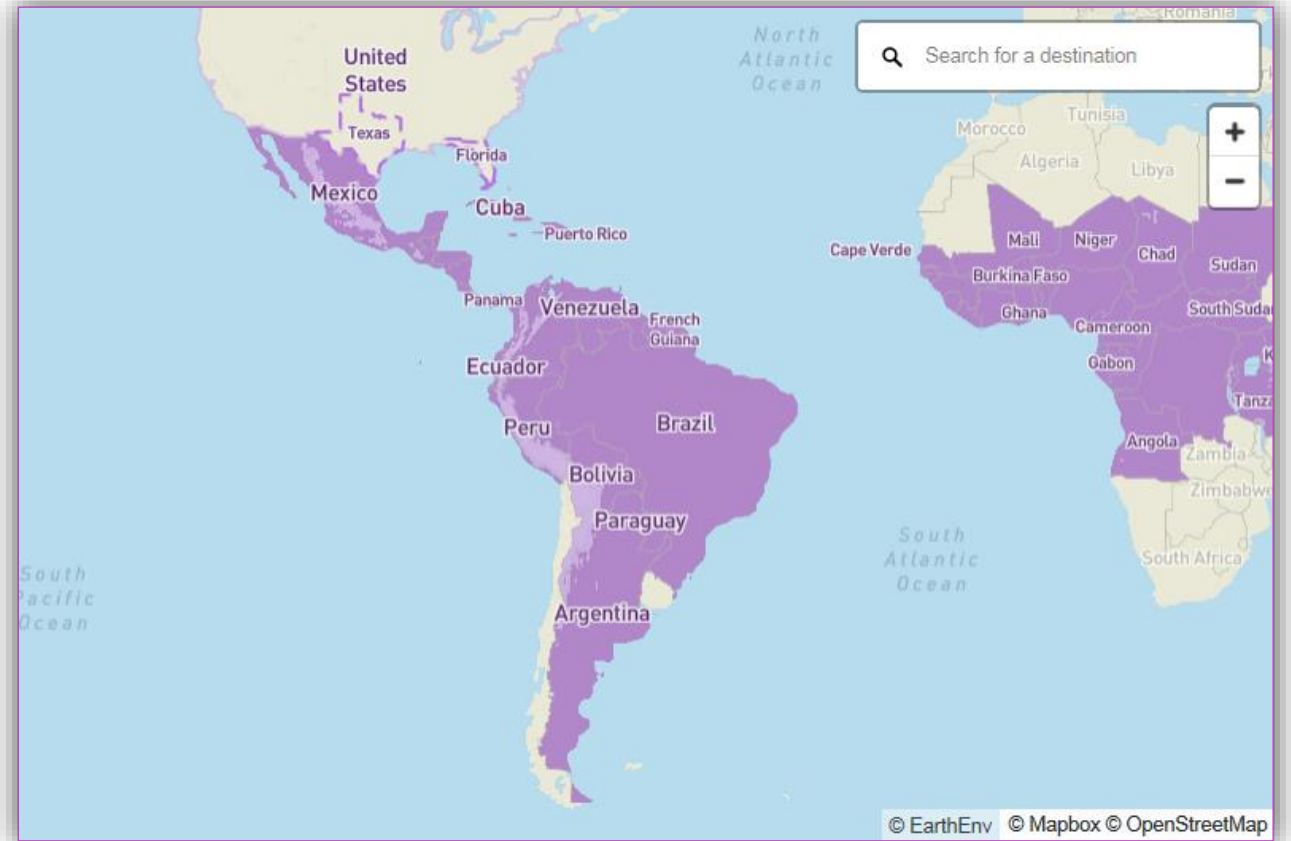 Romania
North
Atlantic
Ocean
Search for a destination
United
States
Texas
Florida
Mexico
Cuba
Puerto Rico
Morocco
Tunisia
Algeria
Libya
+
−
Cape Verde
Mali
Niger
Chad
Sudan
Burkina Faso
Ghana
Cameroon
South Suda
Gabon
K
Tanza
Panama
Venezuela
French
Guiana
Ecuador
Peru
Brazil
Bolivia
Paraguay
Angola
Zambia
Zimbabwe
South
Atlantic
Ocean
South Africa
South
Pacific
Ocean
Argentina
© EarthEnv © Mapbox © OpenStreetMap